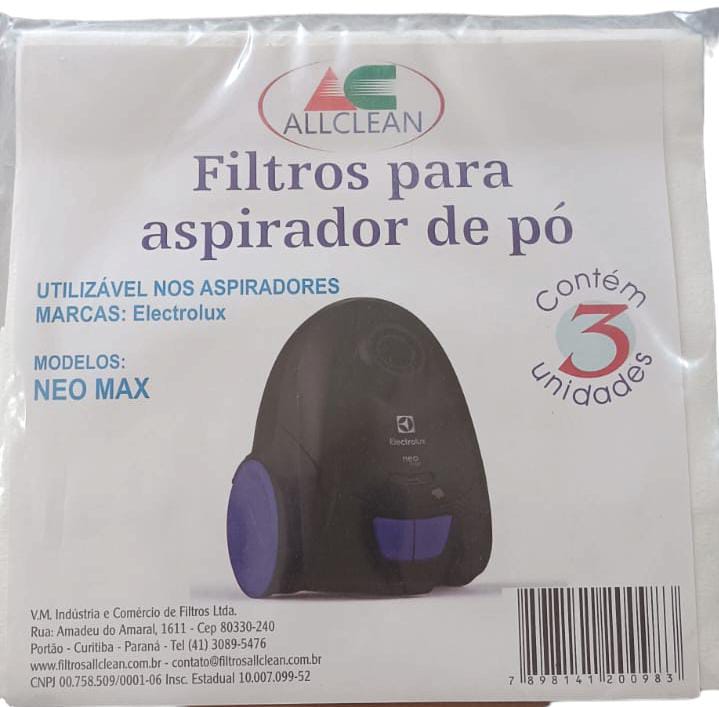 ALLCLEAN
Filtros para
aspirador de pó
UTILIZÁVEL NOS ASPIRADORES
MARCAS: Electrolux
MODELOS:
NEO MAX
Contém
3
unidades
Electrolux
neo
V.M. Indústria e Comércio de Filtros Ltda.
Rua: Amadeu do Amaral, 1611 - Cep 80330-240
Portão - Curitiba - Paraná - Tel (41) 3089-5476
www.filtrosallclean.com.br - contato@filtrosallclean.com.br
CNPJ 00.758.509/0001-06 Insc. Estadual 10.007.099-52
7 898141 200983